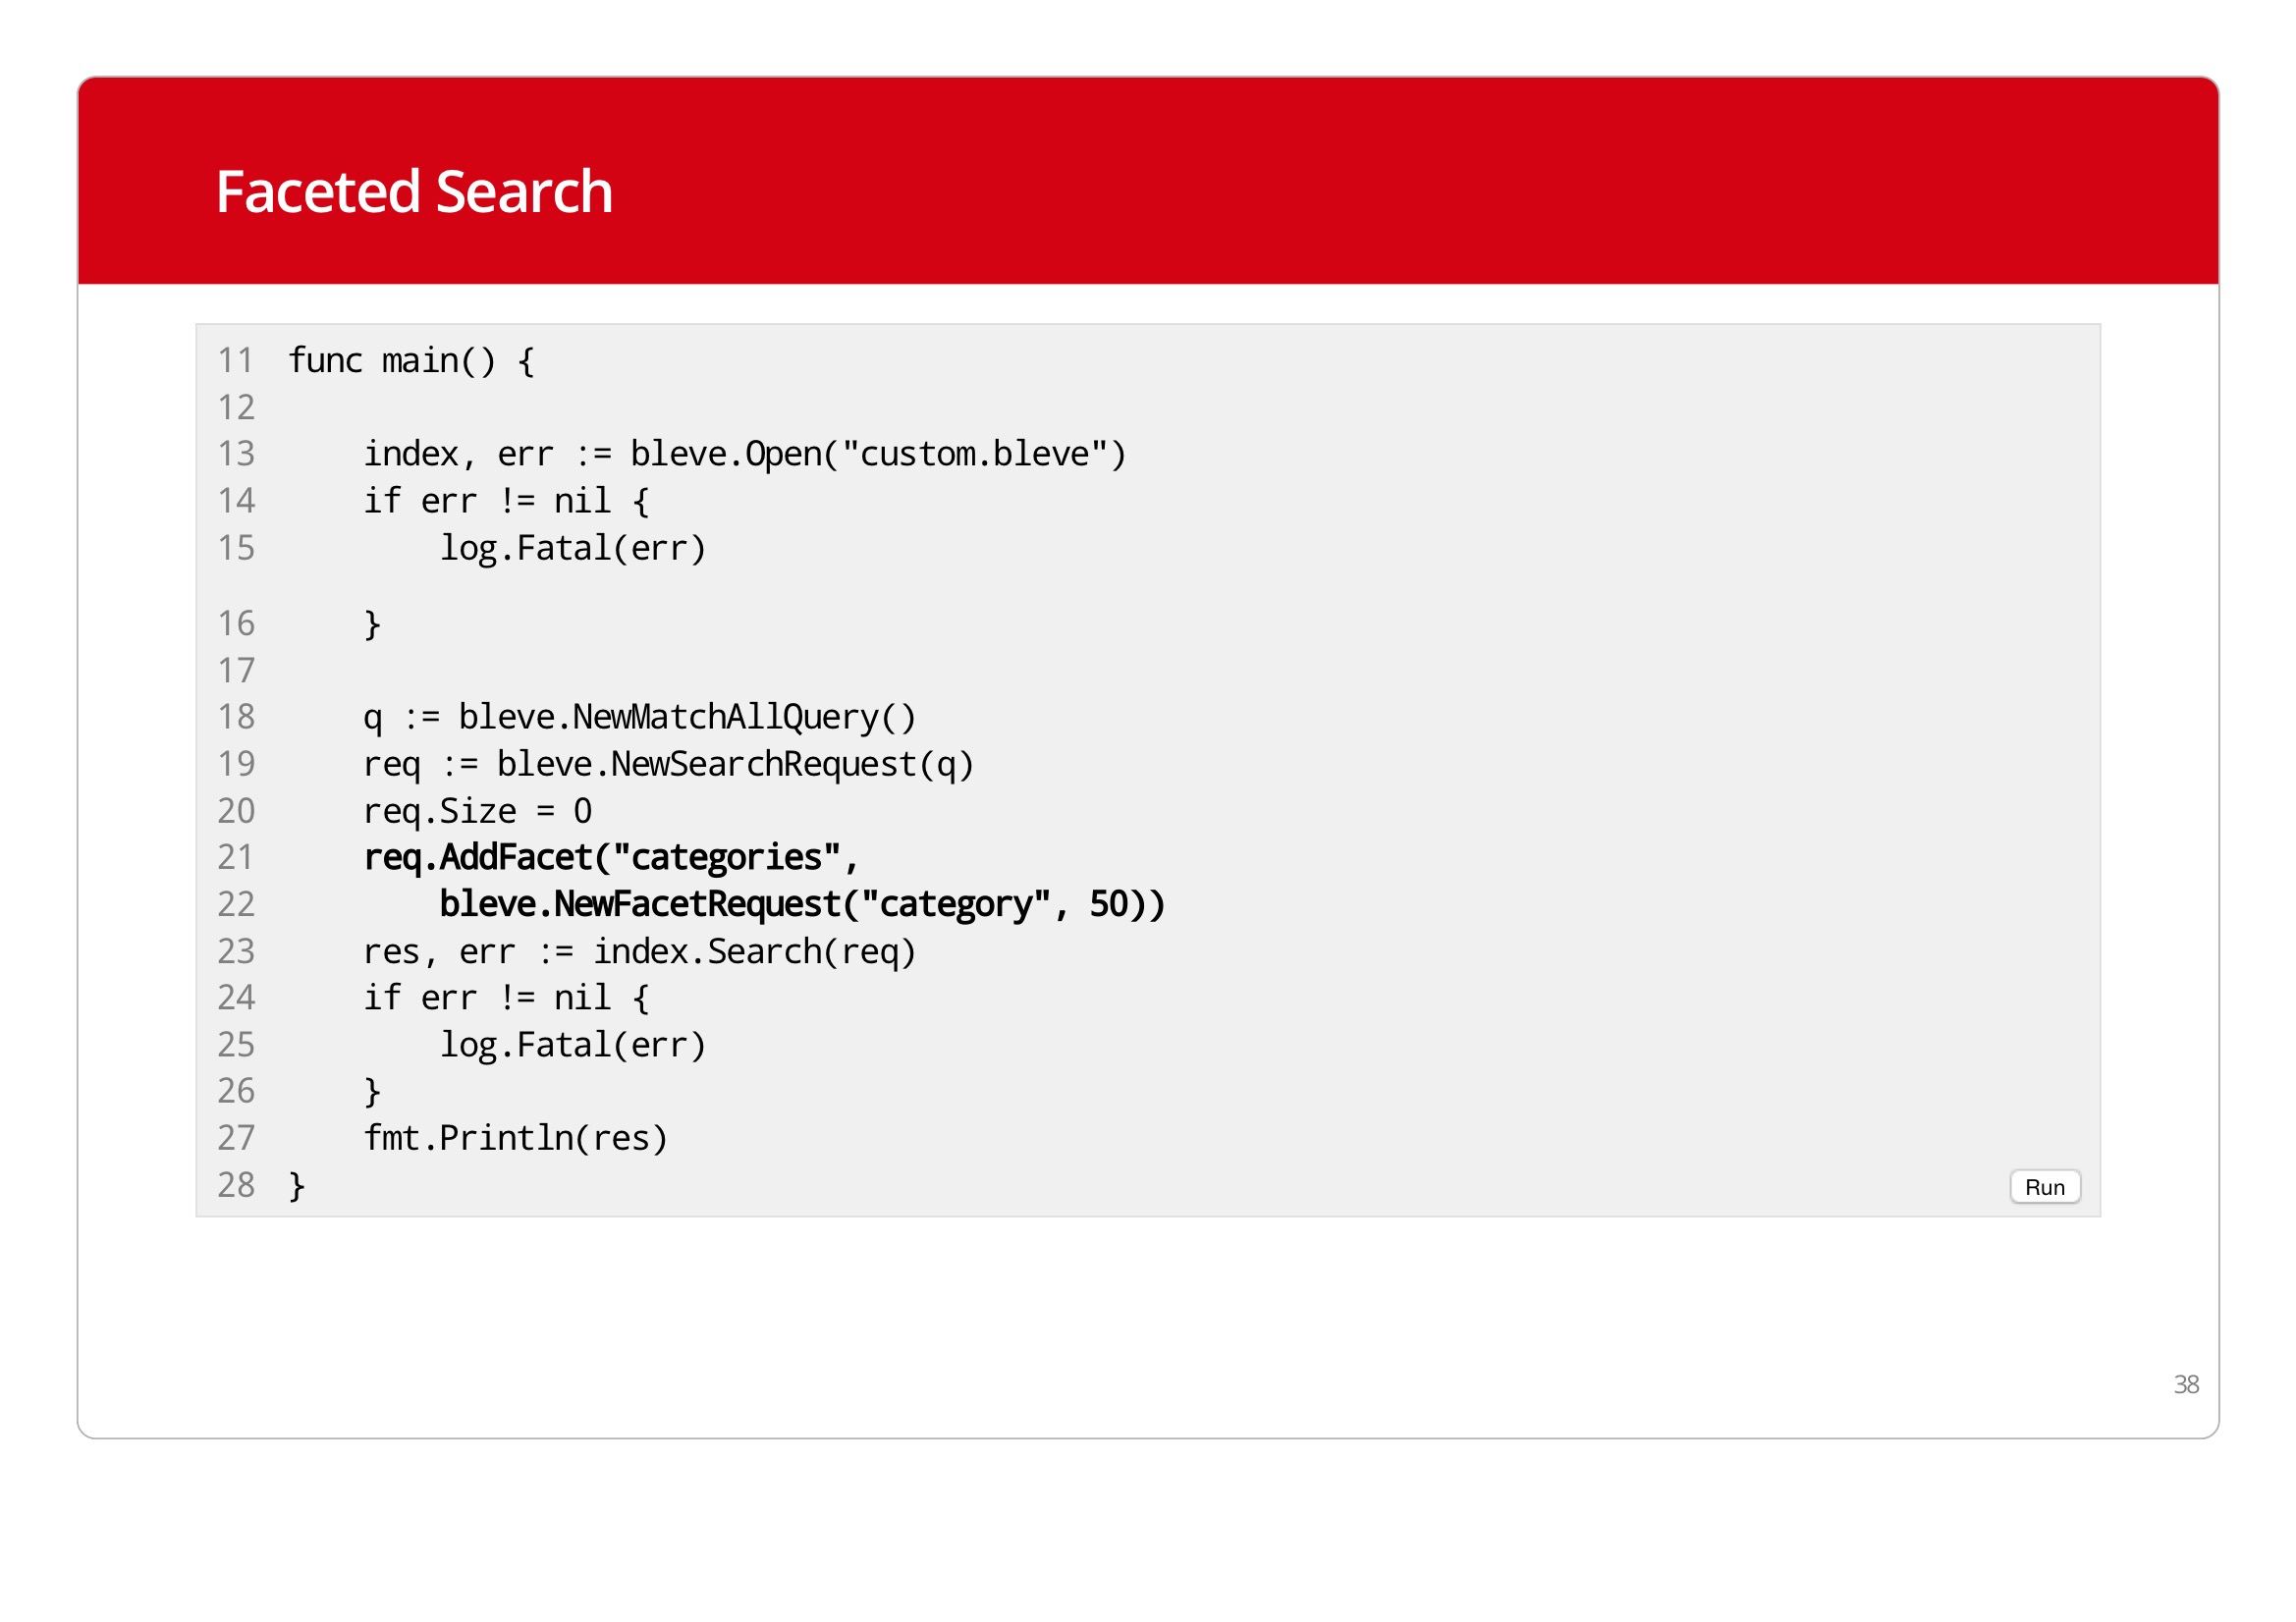 Faceted Search
11 func main() {
12
13     index, err := bleve.Open("custom.bleve")
14     if err != nil {
15         log.Fatal(err)
16     }
17
18     q := bleve.NewMatchAllQuery()
19     req := bleve.NewSearchRequest(q)
20     req.Size = 0
21     req.AddFacet("categories",
22         bleve.NewFacetRequest("category", 50))
23     res, err := index.Search(req)
24     if err != nil {
25         log.Fatal(err)
26     }
27     fmt.Println(res)
28 }
Run
38